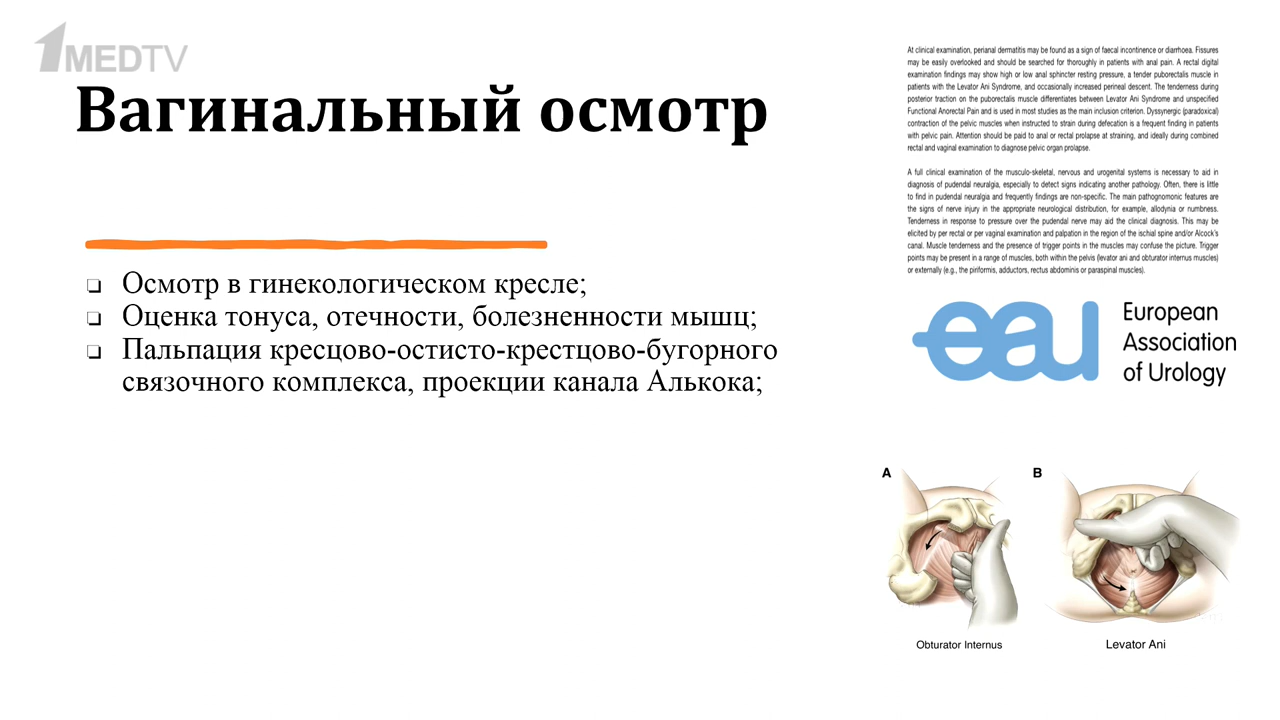 1MEDTV
Вагинальный осмотр
❑ Осмотр в гинекологическом кресле;
❑ Оценка тонуса, отечности, болезненности мышц;
❑ Пальпация кресцово-остисто-крестцово-бугорного
связочного комплекса, проекции канала Алькока;
At clinical examination, perianal dermatitis may be found as a sign of faecal incontinence or diarrhoea. Fissures
may be easily overlooked and should be searched for thoroughly in patients with anal pain. A rectal digital
examination findings may show high or low anal sphincter resting pressure, a tender puborectalis muscle in
patients with the Levator Ani Syndrome, and occasionally increased perineal descent. The tenderness during
posterior traction on the puborectalis muscle differentiates between Levator Ani Syndrome and unspecified
Functional Anorectal Pain and is used in most studies as the main inclusion criterion. Dyssynergic (paradoxical)
contraction of the pelvic muscles when instructed to strain during defecation is a frequent finding in patients
with pelvic pain. Attention should be paid to anal or rectal prolapse at straining, and ideally during combined
rectal and vaginal examination to diagnose pelvic organ prolapse.
A full clinical examination of the musculo-skeletal, nervous and urogenital systems is necessary to aid in
diagnosis of pudendal neuralgia, especially to detect signs indicating another pathology. Often, there is little
to find in pudendal neuralgia and frequently findings are non-specific. The main pathognomonic features are
the signs of nerve injury in the appropriate neurological distribution, for example, allodynia or numbness.
Tenderness in response to pressure over the pudendal nerve may aid the clinical diagnosis. This may be
elicited by per rectal or per vaginal examination and palpation in the region of the ischial spine and/or Alcock's
canal. Muscle tenderness and the presence of trigger points in the muscles may confuse the picture. Trigger
points may be present in a range of muscles, both within the pelvis (levator ani and obturator internus muscles)
or externally (e.g., the piriformis, adductors, rectus abdominis or paraspinal muscles).
eau
European
Association
of Urology
A
B
Obturator Internus
Levator Ani